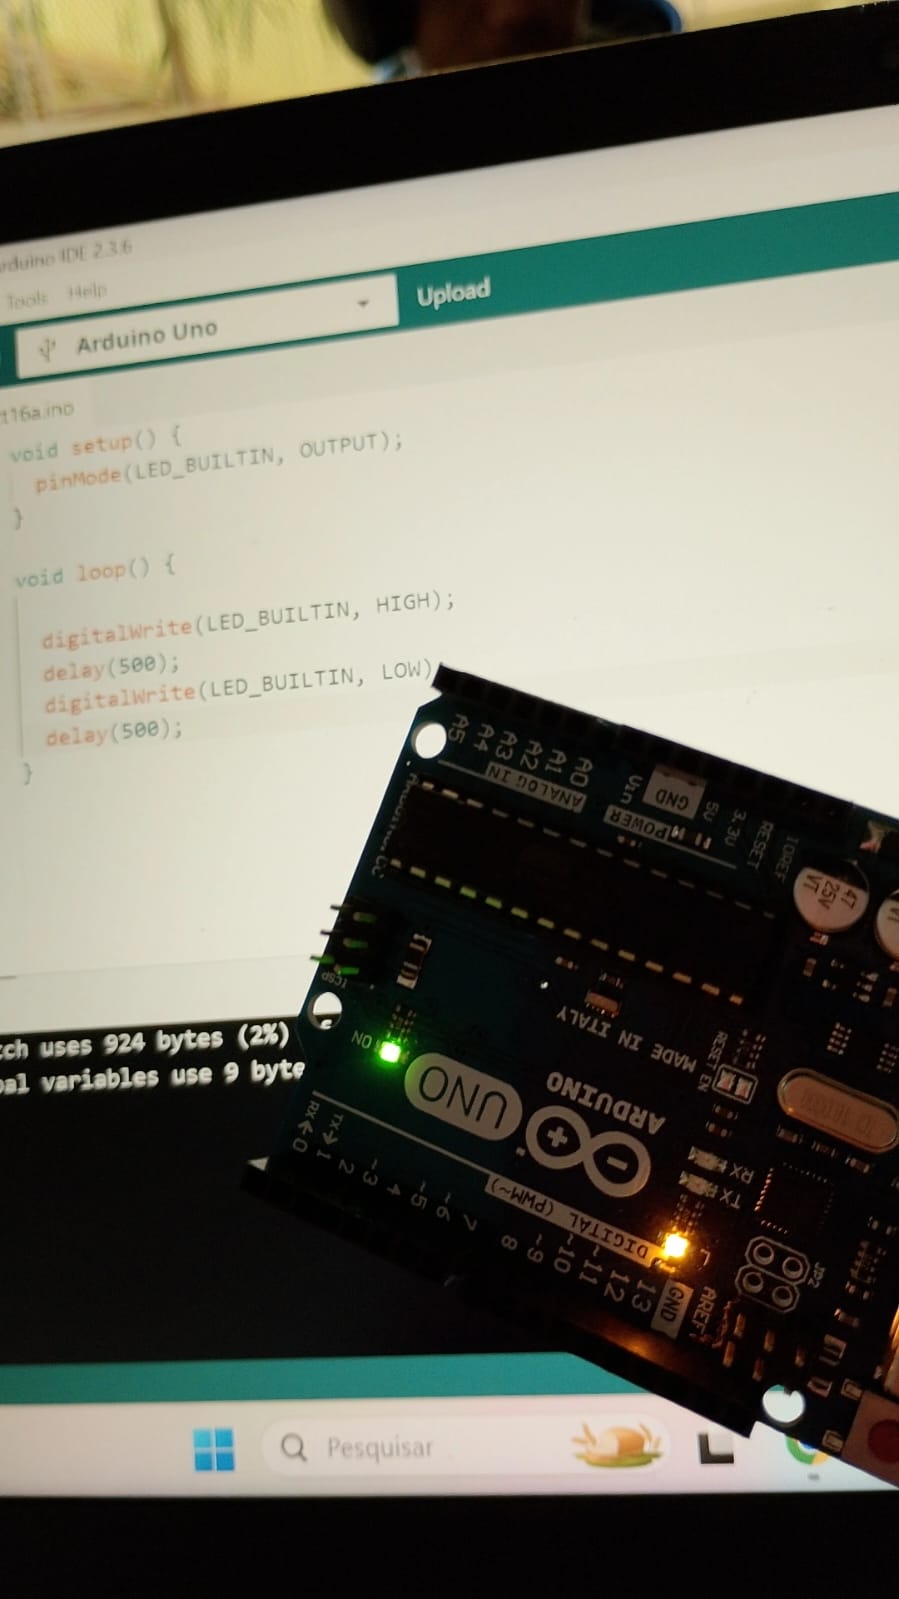 rduino IDE 2.3.6
Tools Help
Arduino Uno
Upload
t16a.ino
void setup() {
pinMode(LED_BUILTIN, OUTPUT);
}
void loop() {
digitalWrite(LED_BUILTIN, HIGH);
delay(500);
digitalWrite(LED_BUILTIN, LOW)
delay(500);
}
tch uses 924 bytes (2%)
bal variables use 9 byte
A5 A4 A3 A2 A1 A0
ANALOG IN
Vin GND 5V 3.3V RESET IOREF
POWER
47
25V
VT
ICSP
ON
MADE IN ITALY
RESET EN
UNO
ARDUINO
RX
TX
RX←0
TX→1
2
~3
4
~5
~6
7
8
~9
~10
~11
12
13
GND
AREF
DIGITAL (PWM~)
JP2
Pesquisar